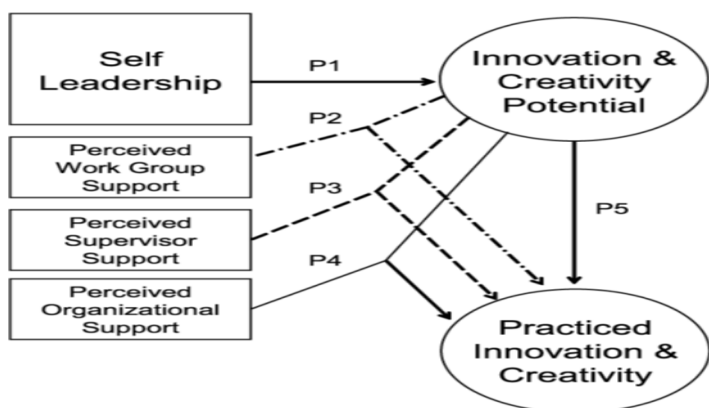 Self
Leadership
P1
Innovation &
Creativity
Potential
P2
Perceived
Work Group
Support
P3
Perceived
Supervisor
Support
P5
P4
Perceived
Organizational
Support
Practiced
Innovation &
Creativity